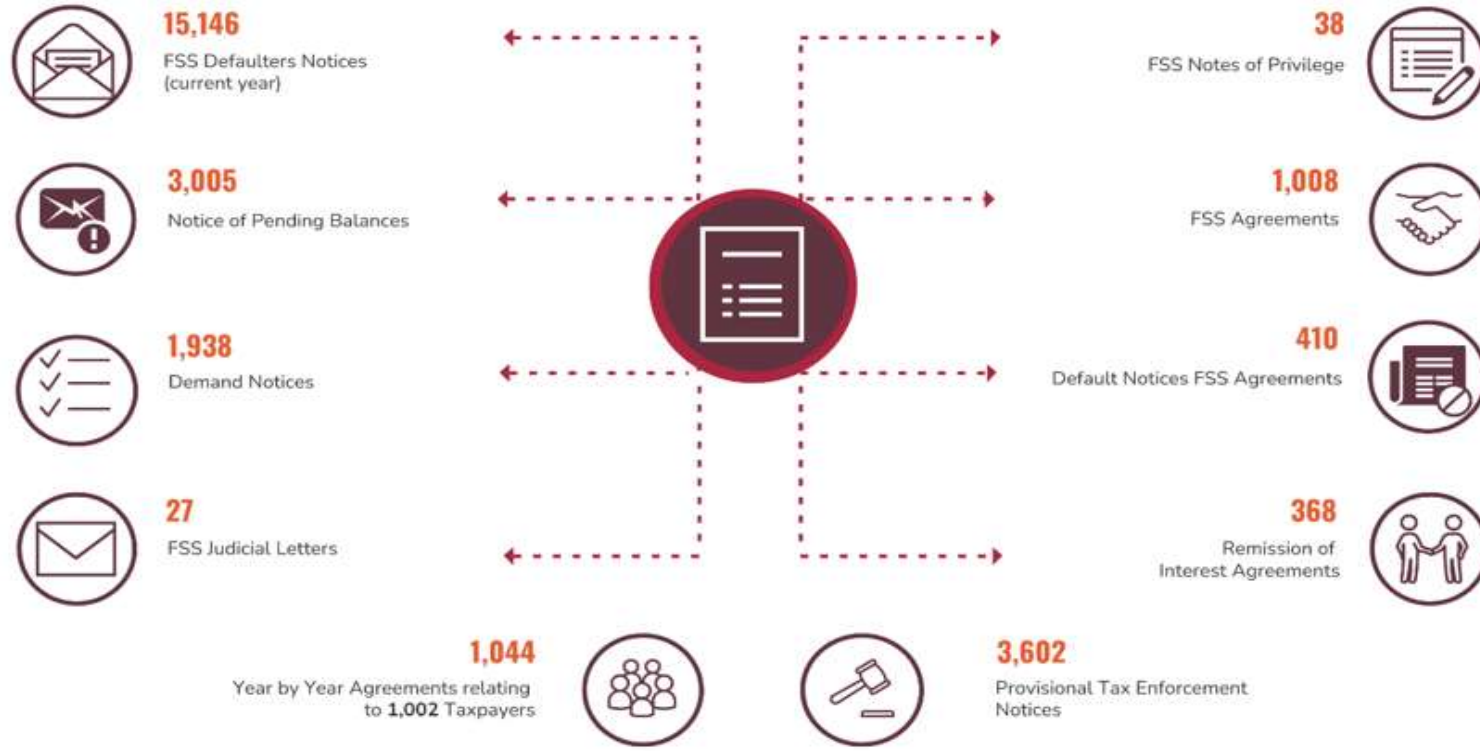 15,146
FSS Defaulters Notices
(current year)
3,005
Notice of Pending Balances
1,938
Demand Notices
27
FSS Judicial Letters
38
FSS Notes of Privilege
1,008
FSS Agreements
410
Default Notices FSS Agreements
368
Remission of
Interest Agreements
1,044
Year by Year Agreements relating
to 1,002 Taxpayers
3,602
Provisional Tax Enforcement
Notices